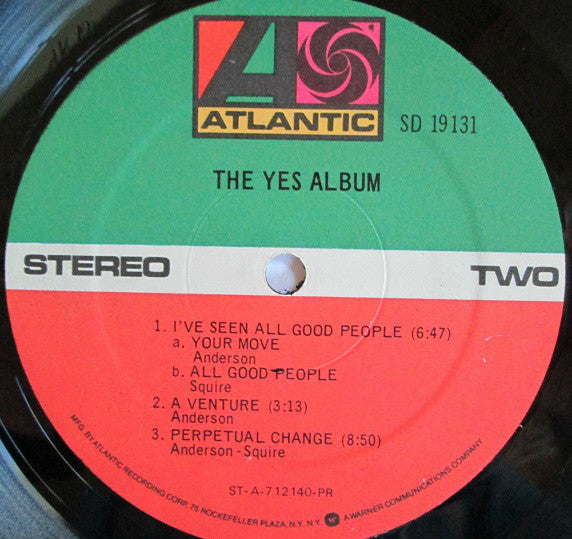 ATLANTIC
SD 19131
THE YES ALBUM
STEREO
TWO
1. I'VE SEEN ALL GOOD PEOPLE (6:47)
a. YOUR MOVE
Anderson
b. ALL GOOD PEOPLE
Squire
2. A VENTURE (3:13)
Anderson
3. PERPETUAL CHANGE (8:50)
Anderson-Squire
ST-A-712140-PR
MFG. BY ATLANTIC RECORDING CORP. 75 ROCKEFELLER PLAZA, N.Y. N.Y. A WARNER COMMUNICATIONS COMPANY